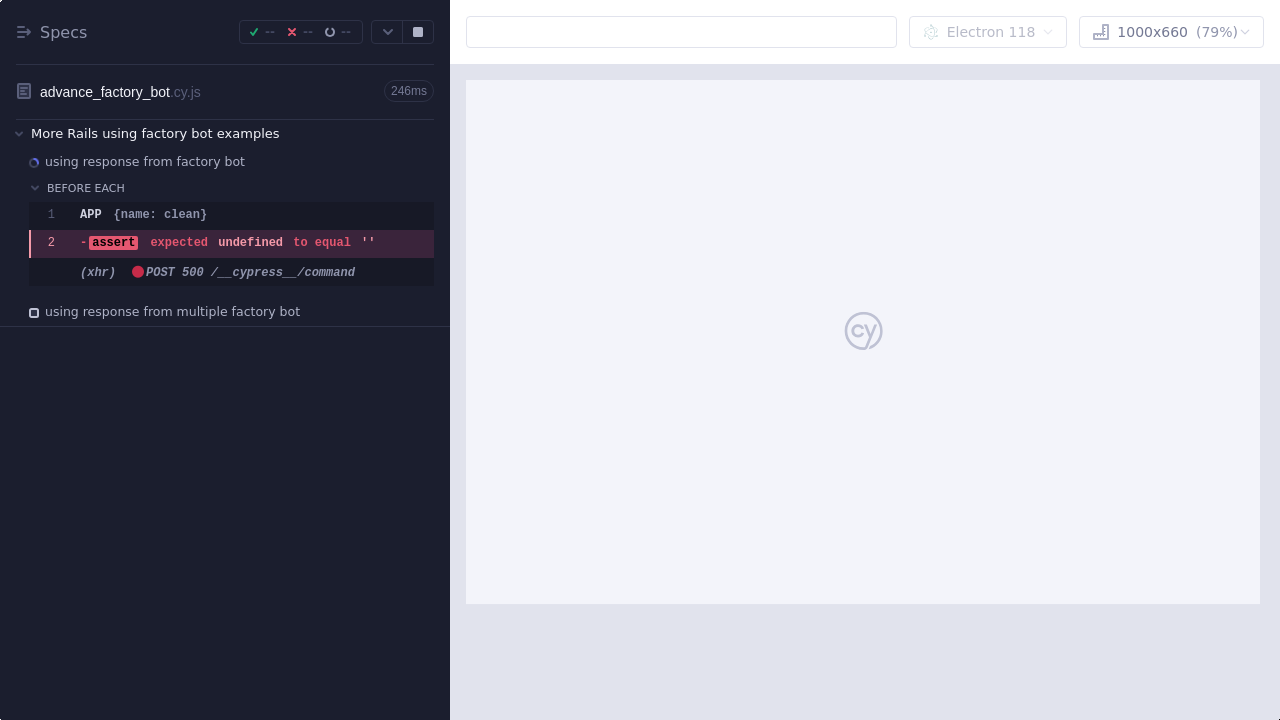 Specs
--
--
--
Electron 118
1000x660 (79%)
advance_factory_bot.cy.js
246ms
More Rails using factory bot examples
using response from factory bot
BEFORE EACH
1 APP {name: clean}
2 -assert expected undefined to equal ''
(xhr) POST 500 /__cypress__/command
using response from multiple factory bot
cy